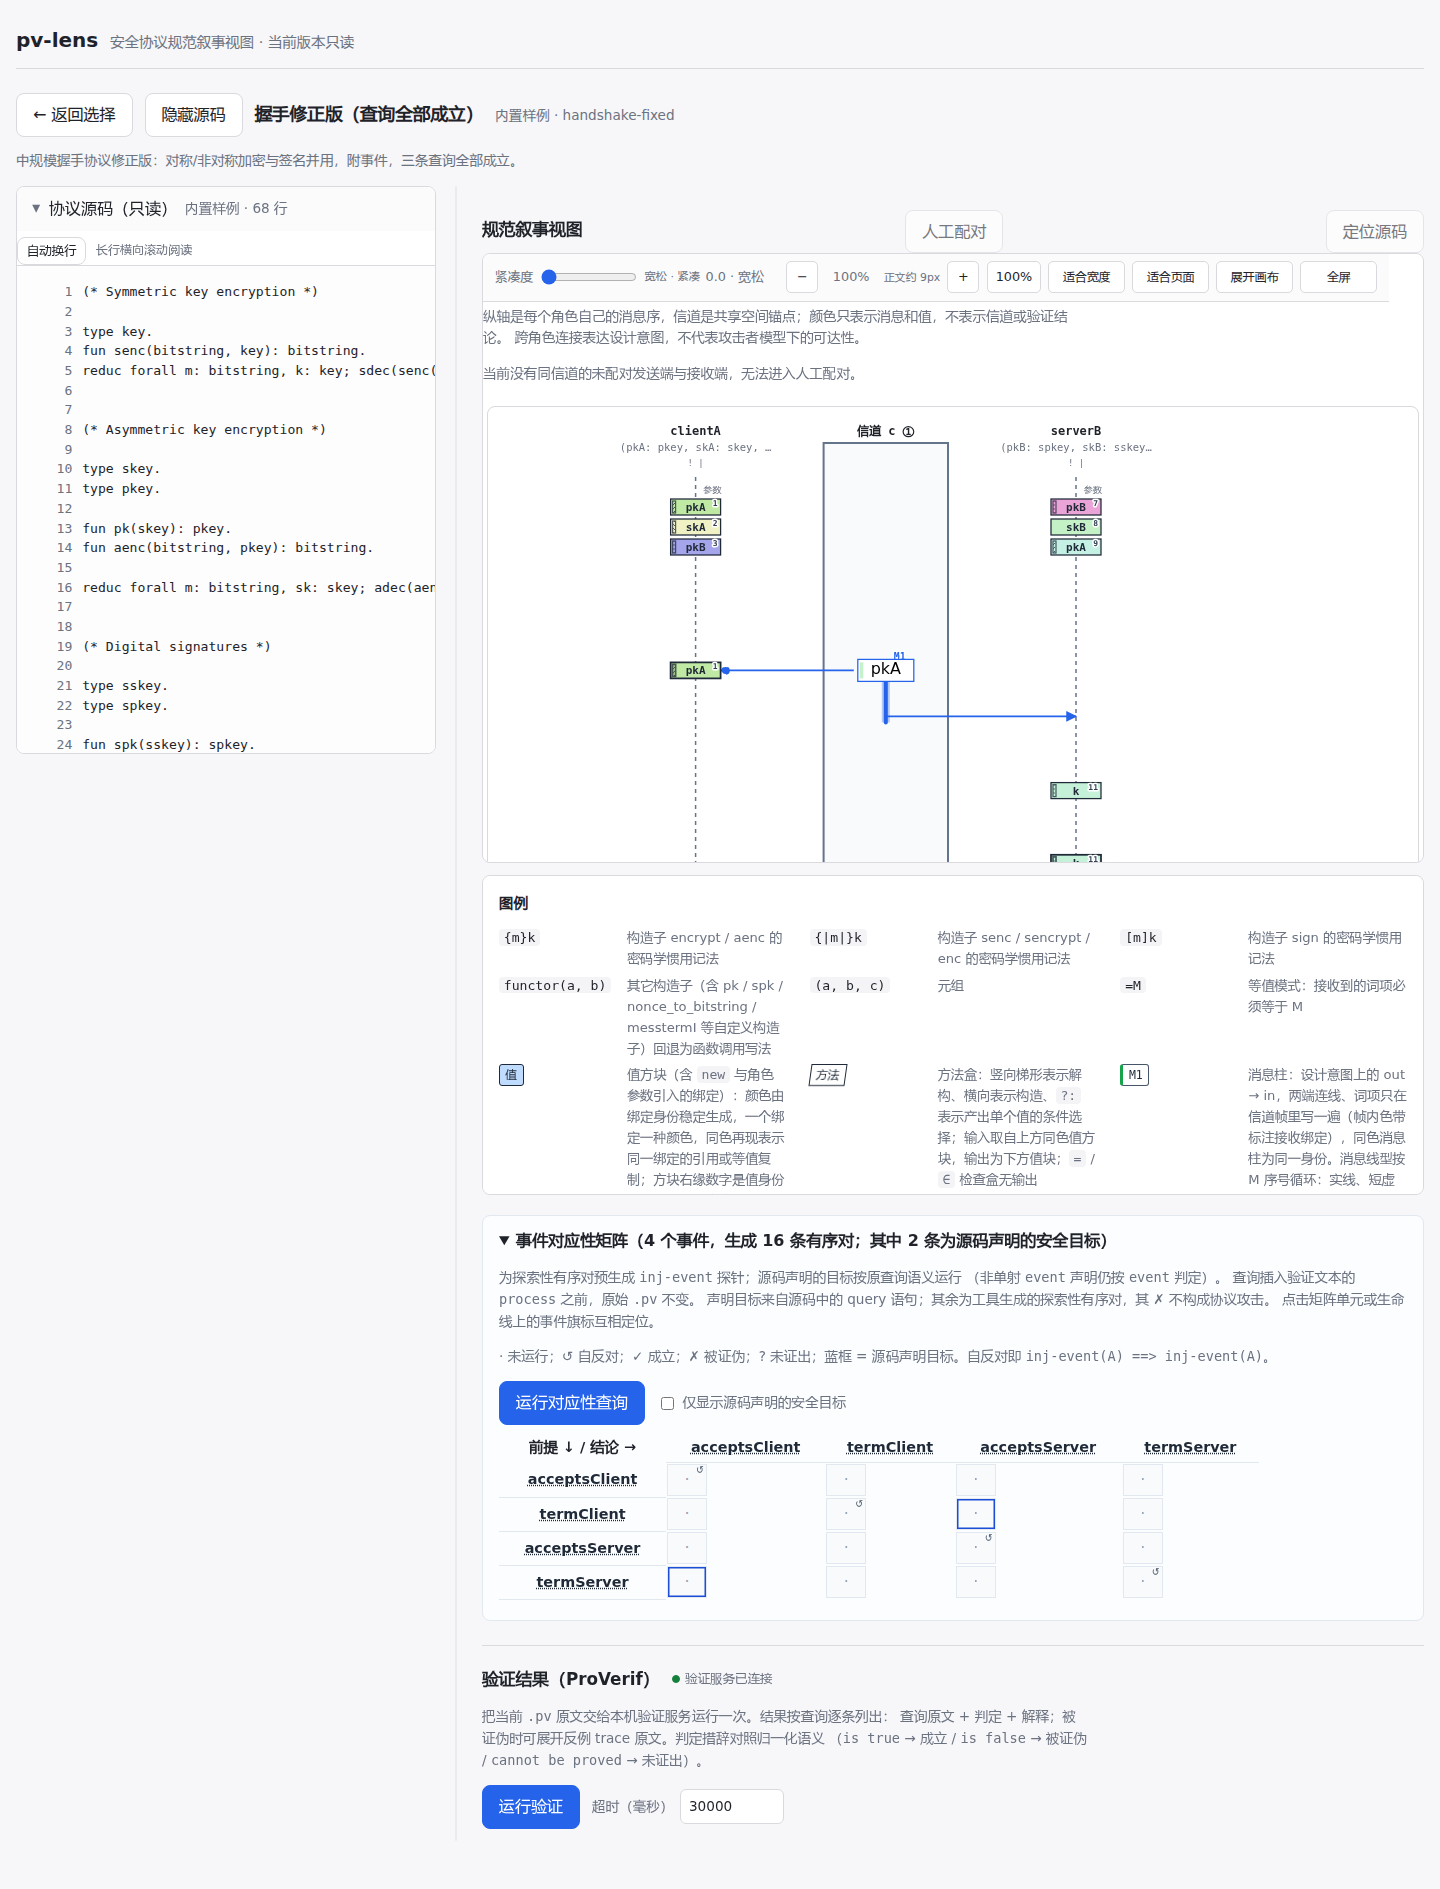 pv-lens 安全协议规范叙事视图 · 当前版本只读
← 返回选择 隐藏源码 握手修正版（查询全部成立） 内置样例 · handshake-fixed
中规模握手协议修正版：对称/非对称加密与签名并用，附事件，三条查询全部成立。
▼ 协议源码（只读） 内置样例 · 68 行
自动换行 长行横向滚动阅读
1 (* Symmetric key encryption *)
2
3 type key.
4 fun senc(bitstring, key): bitstring.
5 reduc forall m: bitstring, k: key; sdec(senc(
6
7
8 (* Asymmetric key encryption *)
9
10 type skey.
11 type pkey.
12
13 fun pk(skey): pkey.
14 fun aenc(bitstring, pkey): bitstring.
15
16 reduc forall m: bitstring, sk: skey; adec(aen
17
18
19 (* Digital signatures *)
20
21 type sskey.
22 type spkey.
23
24 fun spk(sskey): spkey.
规范叙事视图 人工配对 定位源码
紧凑度 宽松 · 紧凑 0.0 · 宽松 − 100% 正文约 9px + 100% 适合宽度 适合页面 展开画布 全屏
纵轴是每个角色自己的消息序，信道是共享空间锚点；颜色只表示消息和值，不表示信道或验证结
论。 跨角色连接表达设计意图，不代表攻击者模型下的可达性。
当前没有同信道的未配对发送端与接收端，无法进入人工配对。
clientA 信道 c ① serverB
(pkA: pkey, skA: skey, … (pkB: spkey, skB: sskey…
! | ! |
参数 参数
pkA 1 pkB 7
skA 2 skB 8
pkB 3 pkA 9
M1
pkA 1 pkA
k 11
11
图例
{m}k 构造子 encrypt / aenc 的 {|m|}k 构造子 senc / sencrypt / [m]k 构造子 sign 的密码学惯用
密码学惯用记法 enc 的密码学惯用记法 记法
functor(a, b) 其它构造子（含 pk / spk / (a, b, c) 元组 =M 等值模式：接收到的词项必
nonce_to_bitstring / 须等于 M
messtermI 等自定义构造
子）回退为函数调用写法
值 值方块（含 new 与角色 方法 方法盒：竖向梯形表示解 M1 消息柱：设计意图上的 out
参数引入的绑定）：颜色由 构、横向表示构造、 ?: → in，两端连线、词项只在
绑定身份稳定生成，一个绑 表示产出单个值的条件选 信道帧里写一遍（帧内色带
定一种颜色，同色再现表示 择；输入取自上方同色值方 标注接收绑定），同色消息
同一绑定的引用或等值复 块，输出为下方值块； = / 柱为同一身份。消息线型按
制；方块右缘数字是值身份 ∈ 检查盒无输出 M 序号循环：实线、短虚
▼ 事件对应性矩阵（4 个事件，生成 16 条有序对；其中 2 条为源码声明的安全目标）
为探索性有序对预生成 inj-event 探针；源码声明的目标按原查询语义运行 （非单射 event 声明仍按 event 判定）。 查询插入验证文本的
process 之前，原始 .pv 不变。 声明目标来自源码中的 query 语句；其余为工具生成的探索性有序对，其 ✗ 不构成协议攻击。 点击矩阵单元或生命
线上的事件旗标互相定位。
· 未运行；↺ 自反对；✓ 成立；✗ 被证伪；? 未证出；蓝框 = 源码声明目标。自反对即 inj-event(A) ==> inj-event(A)。
运行对应性查询 仅显示源码声明的安全目标
前提 ↓ / 结论 → acceptsClient termClient acceptsServer termServer
acceptsClient · ↺ · · ·
termClient · · ↺ · ·
acceptsServer · · · ↺ ·
termServer · · · · ↺
验证结果（ProVerif） ● 验证服务已连接
把当前 .pv 原文交给本机验证服务运行一次。结果按查询逐条列出： 查询原文 + 判定 + 解释；被
证伪时可展开反例 trace 原文。判定措辞对照归一化语义 （is true → 成立 / is false → 被证伪
/ cannot be proved → 未证出）。
运行验证 超时（毫秒） 30000